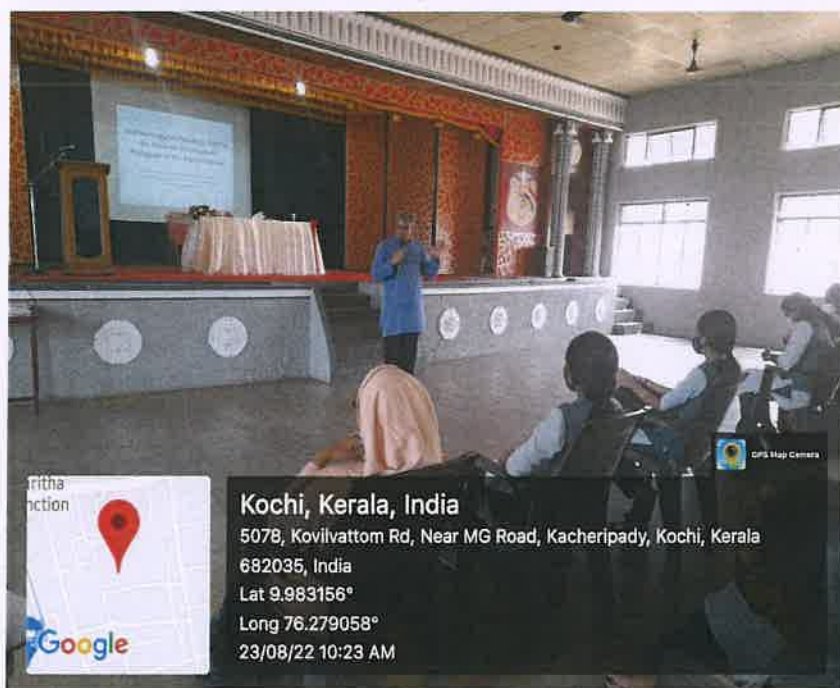 GPS Map Camera
aritha
nction
Google
Kochi, Kerala, India
5078, Kovilvattom Rd, Near MG Road, Kacheripady, Kochi, Kerala
682035, India
Lat 9.983156°
Long 76.279058°
23/08/22 10:23 AM